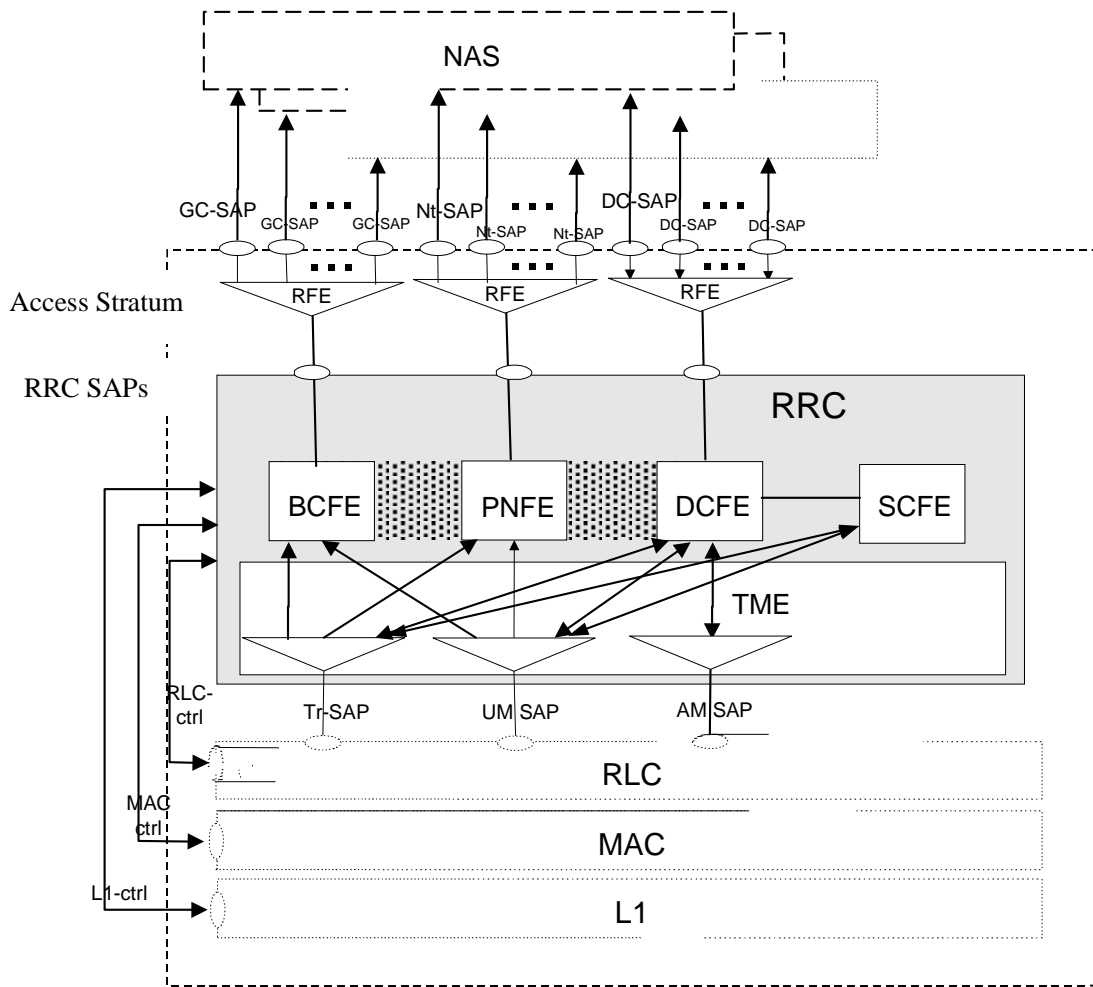 NAS
GC-SAP
GC-SAP
GC-SAP
Nt-SAP
Nt-SAP
Nt-SAP
DC-SAP
DC-SAP
DC-SAP
RFE
RFE
RFE
Access Stratum
RRC SAPs
RRC
BCFE
PNFE
DCFE
SCFE
TME
RLC-
ctrl
Tr-SAP
UM SAP
AM SAP
RLC
MAC
ctrl
MAC
L1-ctrl
L1